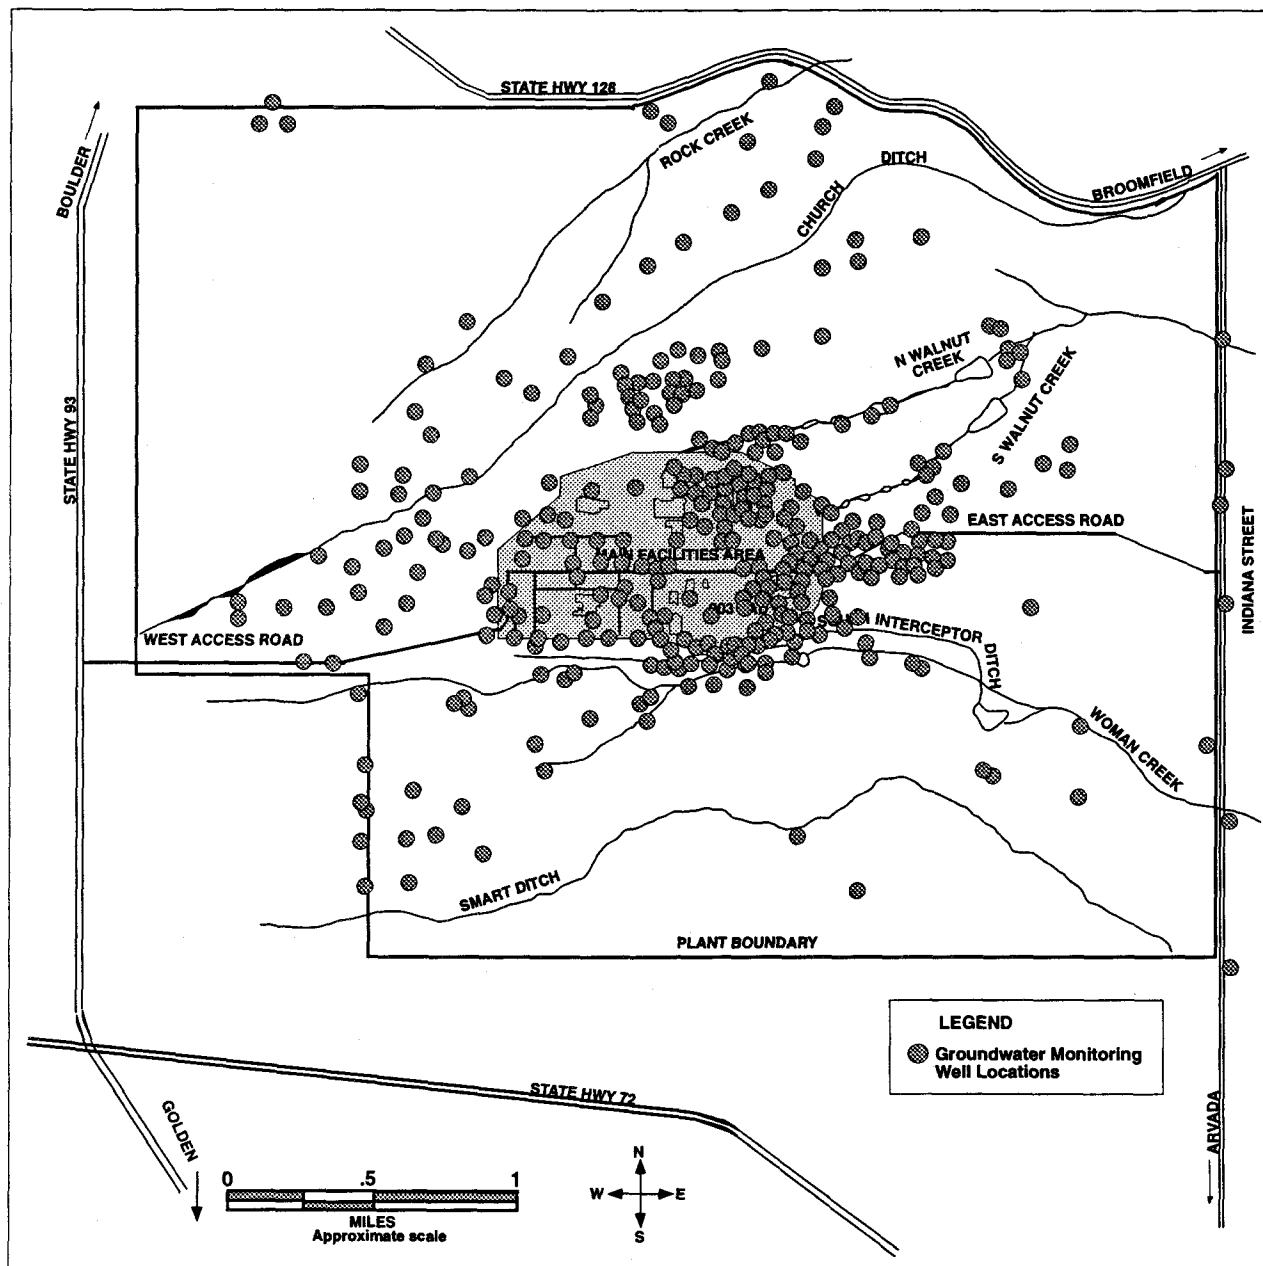 STATE HWY 128
BOULDER
ROCK CREEK
DITCH
BROOMFIELD
CHURCH
N WALNUT
CREEK
S WALNUT CREEK
STATE HWY 93
EAST ACCESS ROAD
MAIN FACILITIES AREA
INDIANA STREET
903
INTERCEPTOR
WEST ACCESS ROAD
DITCH
WOMAN CREEK
SMART DITCH
PLANT BOUNDARY
LEGEND
Groundwater Monitoring
Well Locations
STATE HWY 72
GOLDEN
ARVADA
0 .5 1
MILES
Approximate scale
N
W E
S